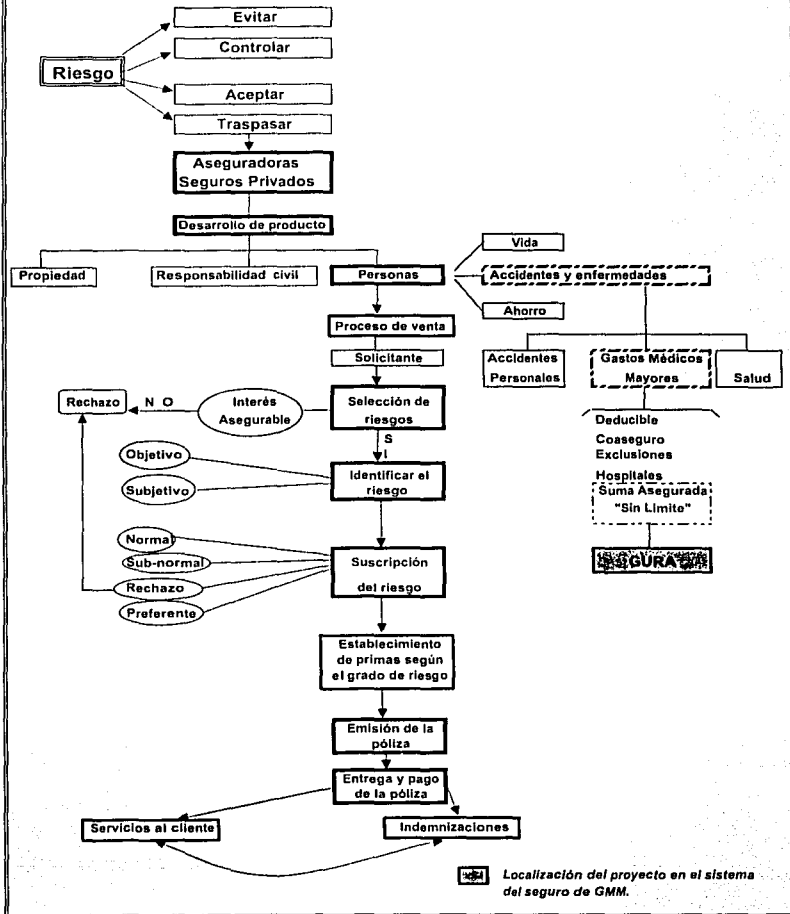 Evitar
Controlar
Riesgo
Aceptar
Traspasar
Aseguradoras
Seguros Privados
Desarrollo de producto
Propiedad
Responsabilidad civil
Personas
Vida
Accidentes y enfermedades
Ahorro
Proceso de venta
Solicitante
Accidentes
Personales
Gastos Médicos
Mayores
Salud
Rechazo
N O
Interés
Asegurable
Selección de
riesgos
S
I
Deducible
Coaseguro
Exclusiones
Hospitales
Suma Asegurada
"Sin Limite"
Objetivo
Subjetivo
Identificar el
riesgo
Normal
Sub-normal
Rechazo
Preferente
Suscripción
del riesgo
Establecimiento
de primas según
el grado de riesgo
Emisión de la
póliza
Entrega y pago
de la póliza
Servicios al cliente
Indemnizaciones
Localización del proyecto en el sistema
del seguro de GMM.